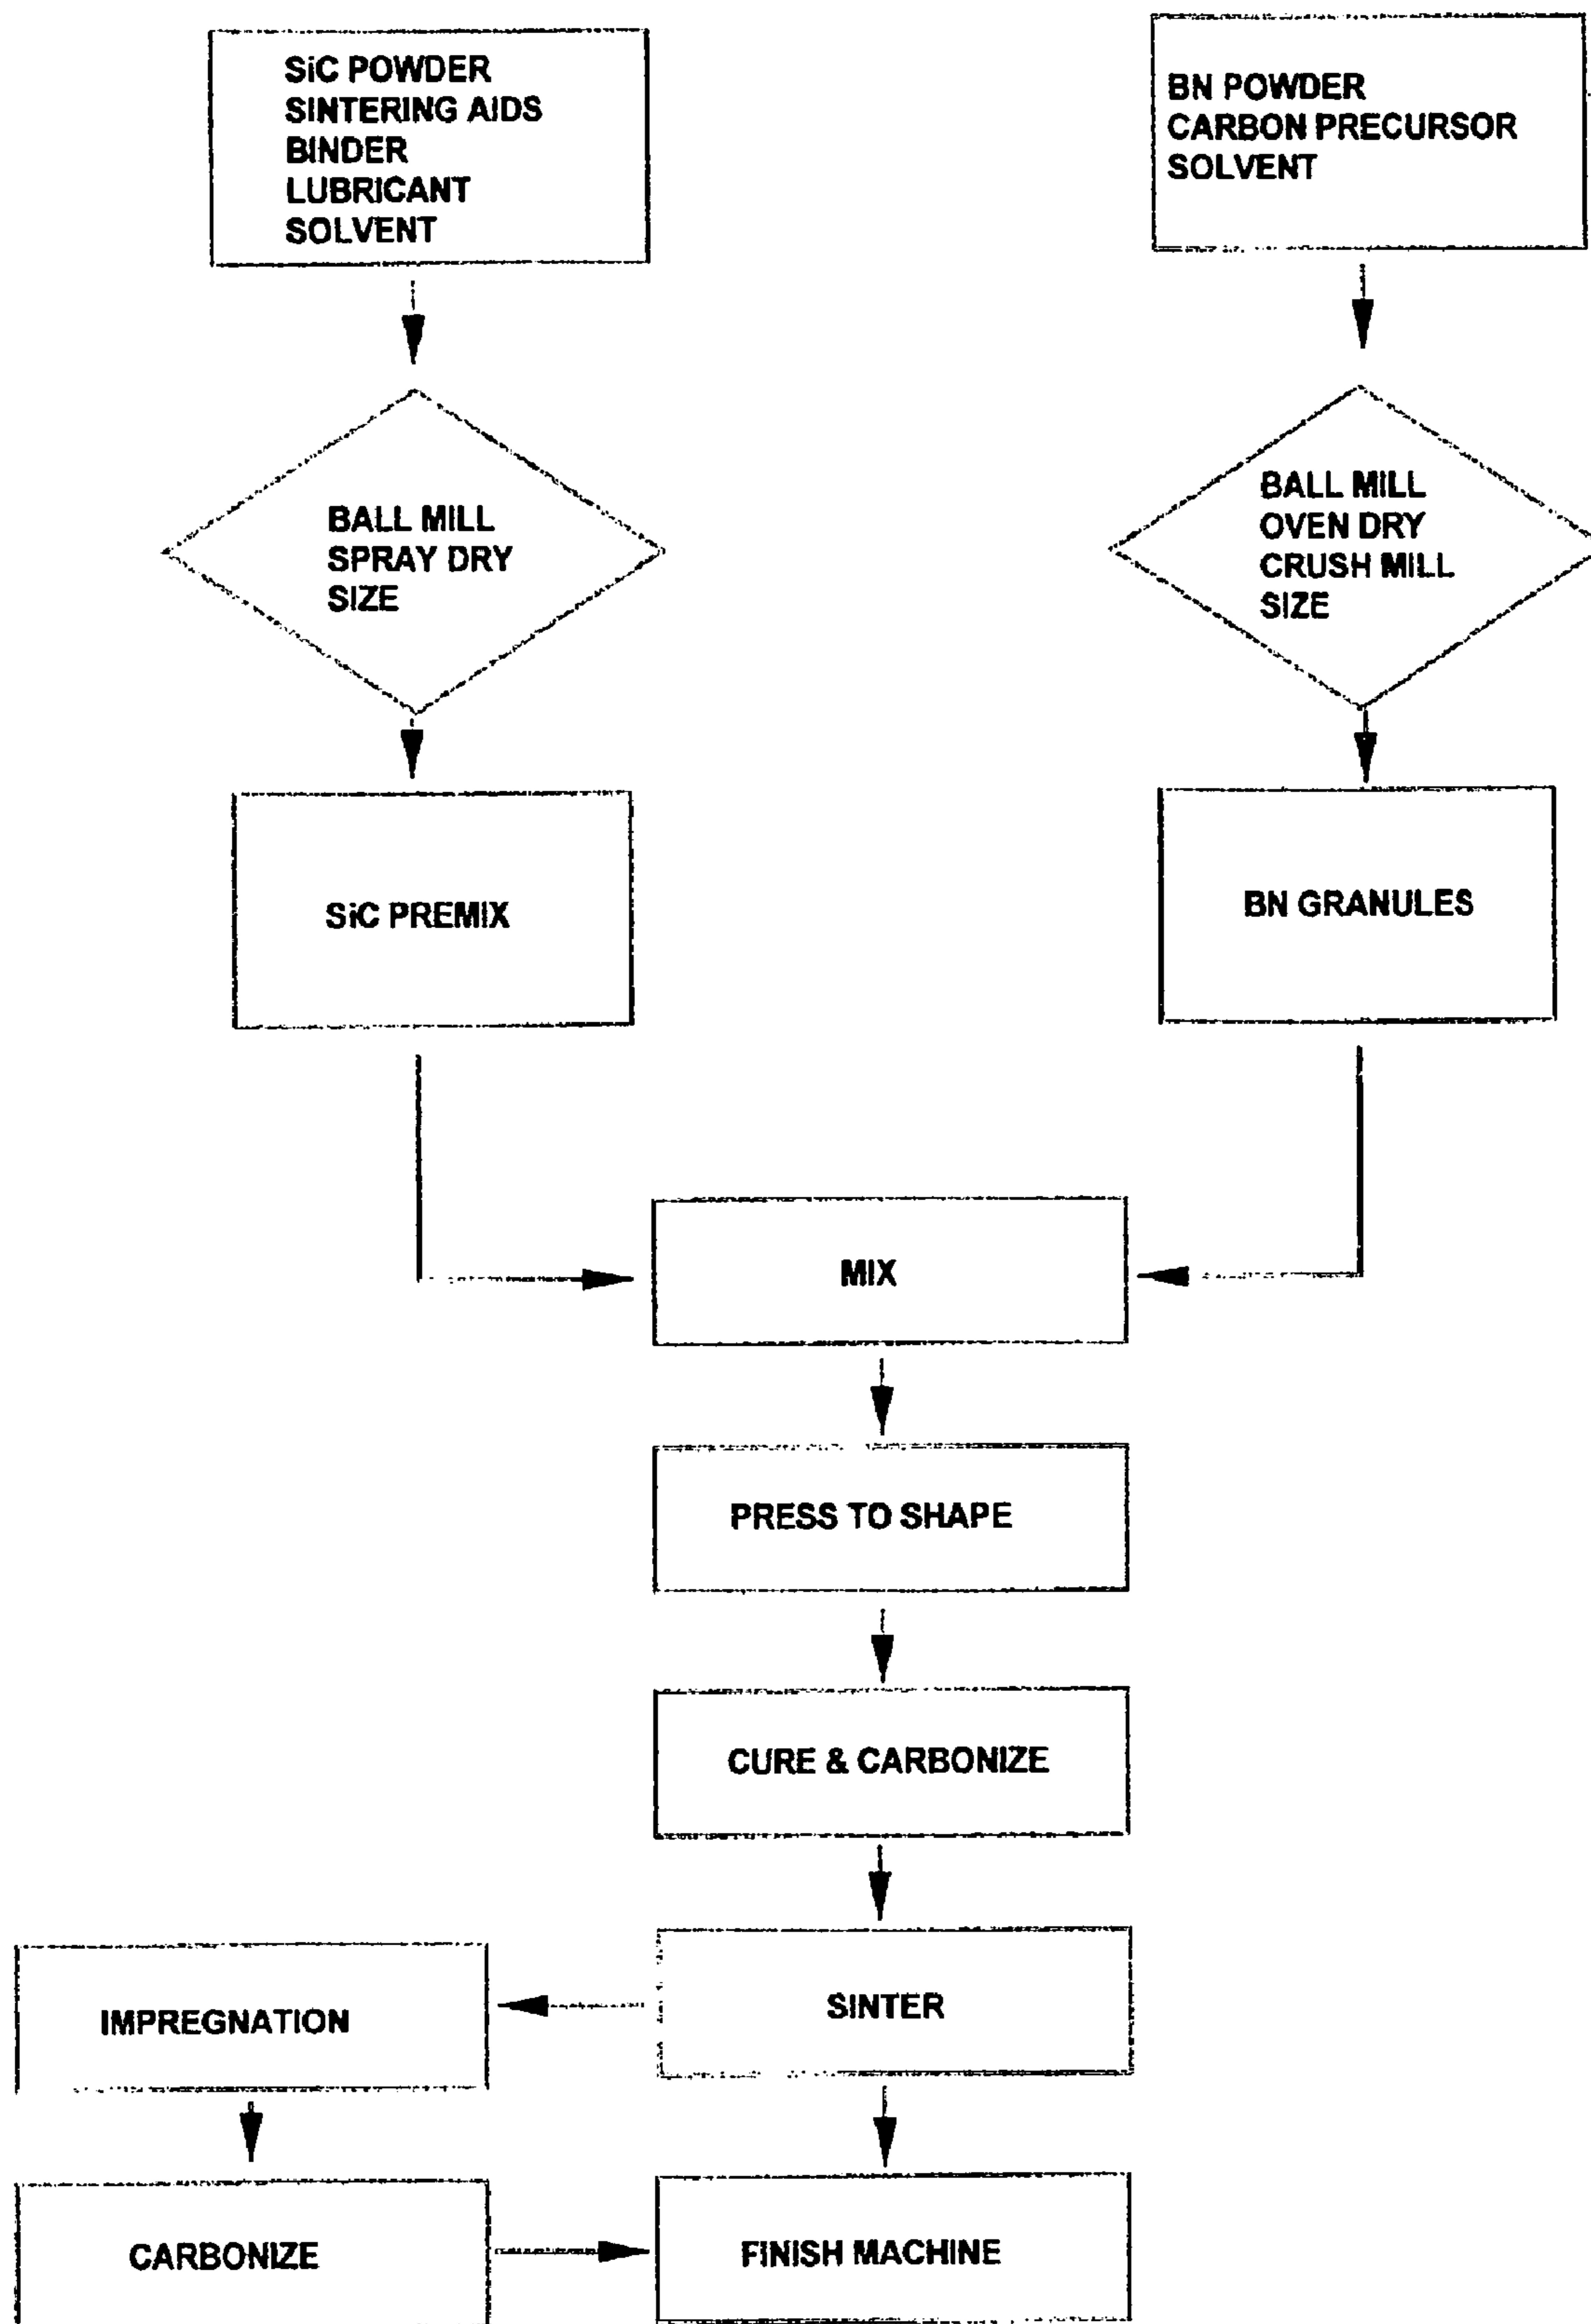 SiC POWDER
SINTERING AIDS
BINDER
LUBRICANT
SOLVENT
BN POWDER
CARBON PRECURSOR
SOLVENT
BALL MILL
SPRAY DRY
SIZE
BALL MILL
OVEN DRY
CRUSH MILL
SIZE
SiC PREMIX
BN GRANULES
MIX
PRESS TO SHAPE
CURE & CARBONIZE
IMPREGNATION
SINTER
CARBONIZE
FINISH MACHINE